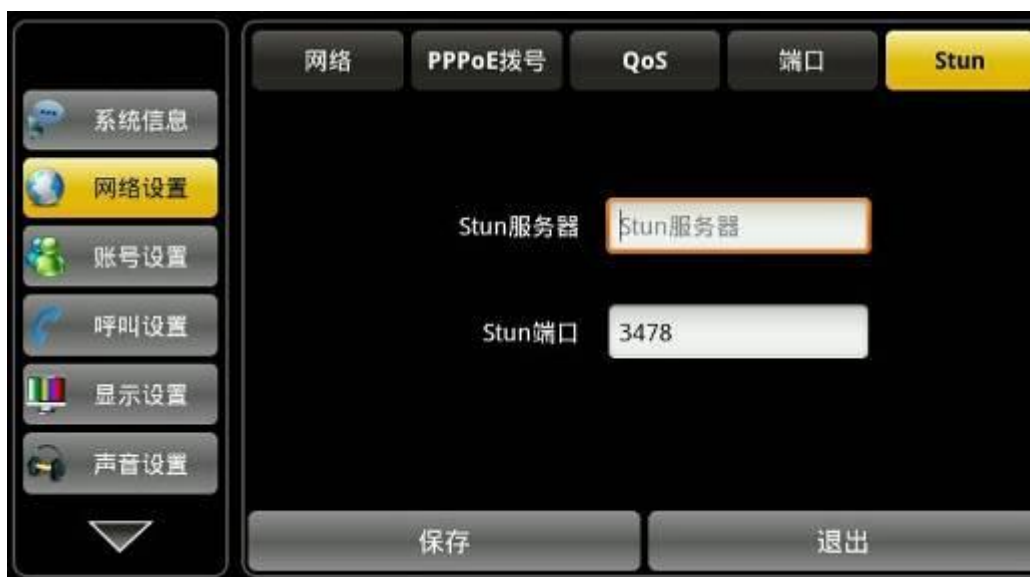 网络
PPPoE拨号
QoS
端口
Stun
系统信息
网络设置
账号设置
呼叫设置
显示设置
声音设置
Stun服务器
Stun服务器
Stun端口
3478
保存
退出